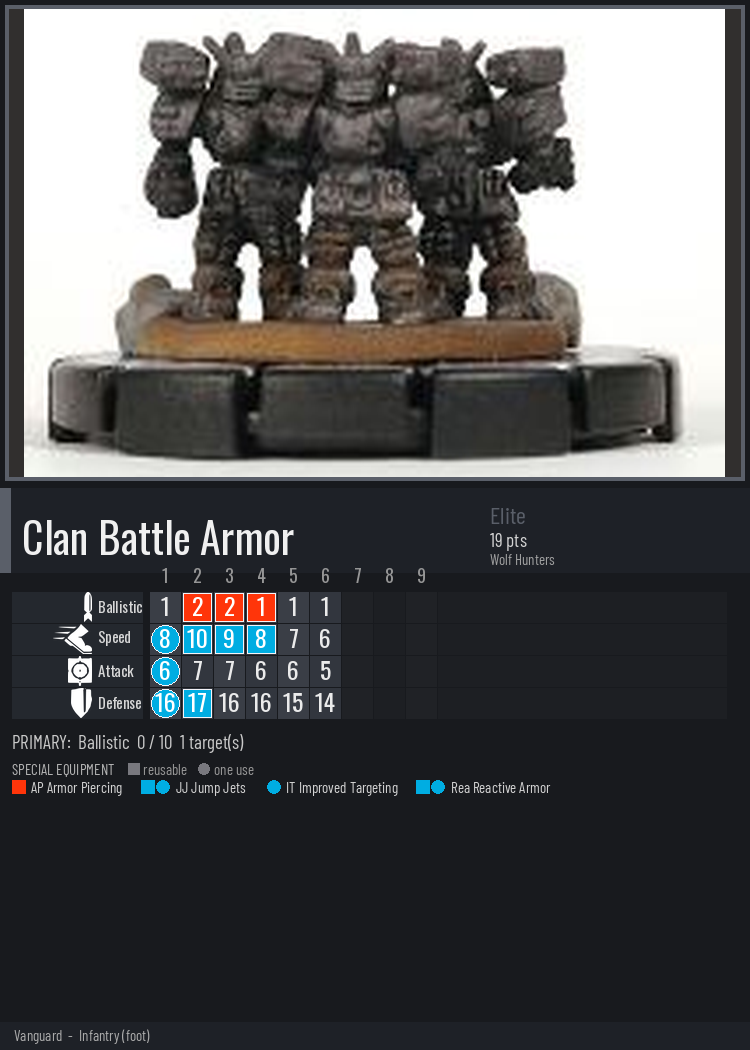 Clan Battle Armor
Elite
19 pts
Wolf Hunters
1 2 3 4 5 6 7 8 9
Ballistic 1 2 2 1 1 1
Speed 8 10 9 8 7 6
Attack 6 7 7 6 6 5
Defense 16 17 16 16 15 14
PRIMARY: Ballistic 0 / 10 1 target(s)
SPECIAL EQUIPMENT reusable one use
AP Armor Piercing JJ Jump Jets IT Improved Targeting Rea Reactive Armor
Vanguard - Infantry (foot)